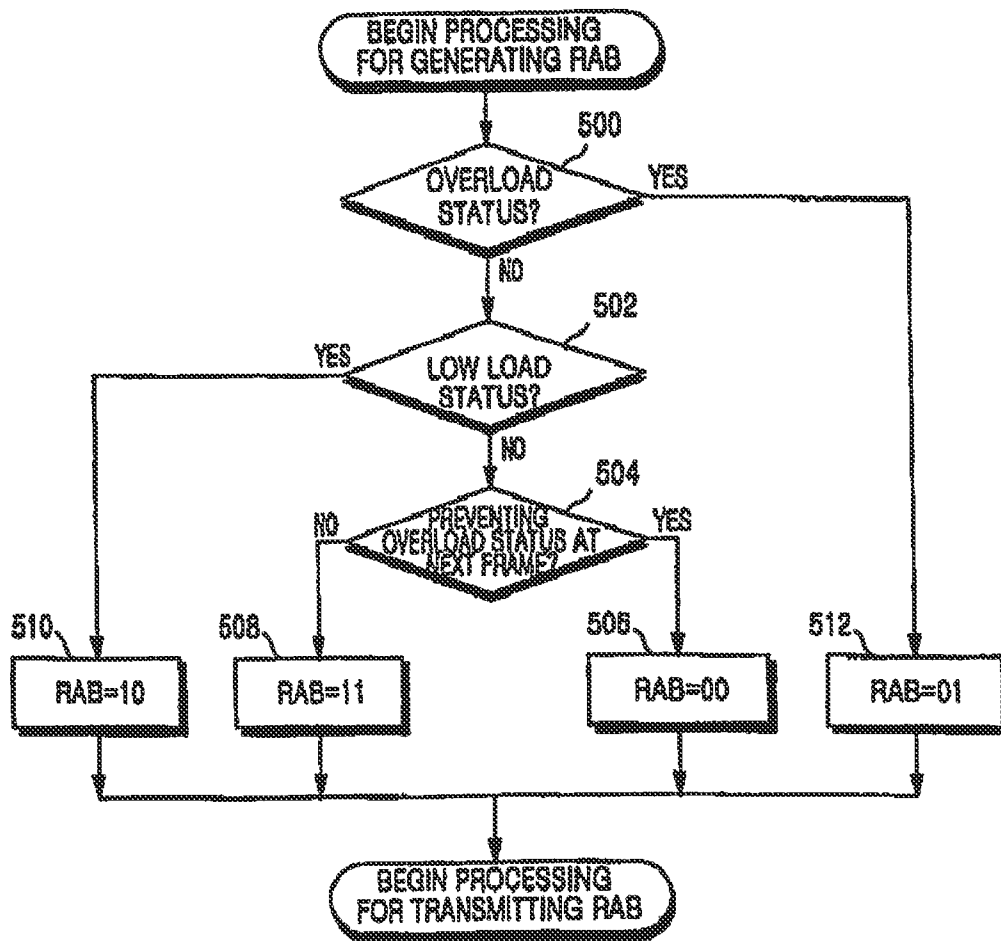 BEGIN PROCESSING
FOR GENERATING RAB
500
OVERLOAD
STATUS?
YES
NO
502
YES
LOW LOAD
STATUS?
NO
504
NO
PREVENTING
OVERLOAD STATUS AT
NEXT FRAME?
YES
510
RAB=10
508
RAB=11
506
RAB=00
512
RAB=01
BEGIN PROCESSING
FOR TRANSMITTING RAB